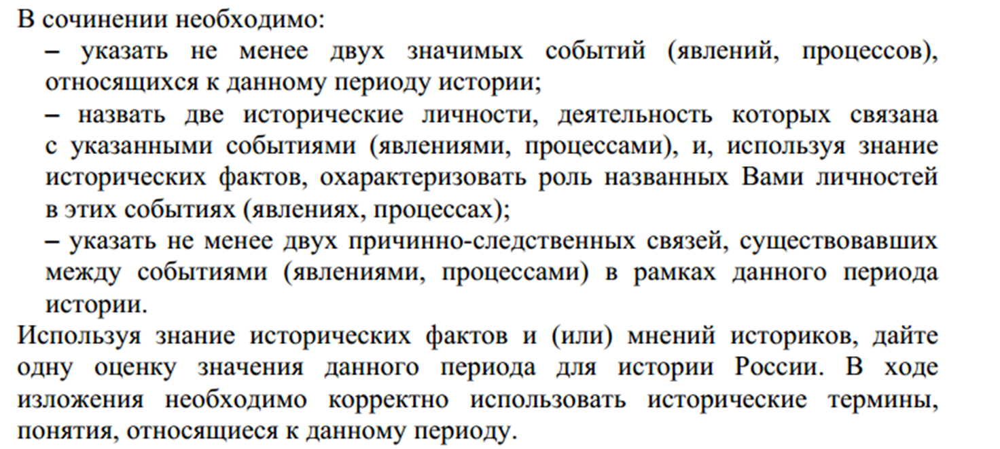 В сочинении необходимо:
– указать не менее двух значимых событий (явлений, процессов),
относящихся к данному периоду истории;
– назвать две исторические личности, деятельность которых связана
с указанными событиями (явлениями, процессами), и, используя знание
исторических фактов, охарактеризовать роль названных Вами личностей
в этих событиях (явлениях, процессах);
– указать не менее двух причинно-следственных связей, существовавших
между событиями (явлениями, процессами) в рамках данного периода
истории.
Используя знание исторических фактов и (или) мнений историков, дайте
одну оценку значения данного периода для истории России. В ходе
изложения необходимо корректно использовать исторические термины,
понятия, относящиеся к данному периоду.